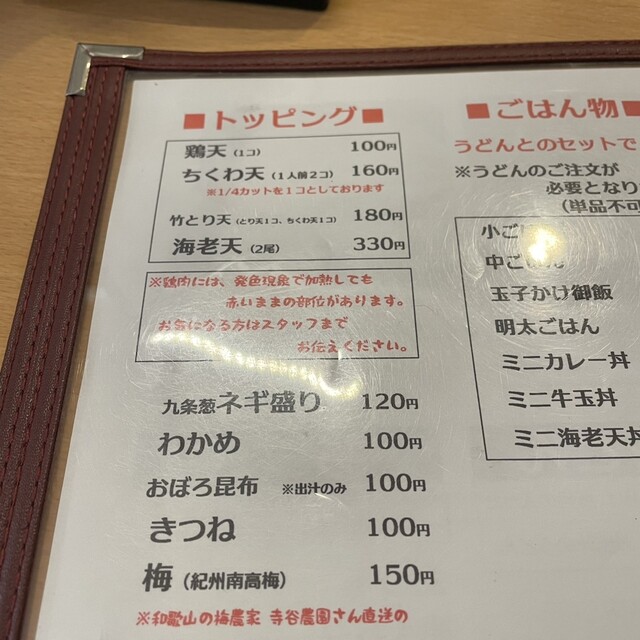 ■トッピング■
鶏天（1コ） 100円
ちくわ天（1人前2コ） 160円
※1/4カットを1コとしております
竹とり天（とり天1コ、ちくわ天1コ） 180円
海老天（2尾） 330円
※鶏肉には、発色現象で加熱しても
赤いままの部位があります。
お気になる方はスタッフまで
お伝えください。
九条葱ネギ盛り 120円
わかめ 100円
おぼろ昆布 ※出汁のみ 100円
きつね 100円
梅（紀州南高梅） 150円
※和歌山の梅農家 寺谷農園さん直送の
■ごはん物■
うどんとのセットで
※うどんのご注文が
必要となり
（単品不可
小ご
中ごはん
玉子かけ御飯
明太ごはん
ミニカレー丼
ミニ牛玉丼
ミニ海老天丼